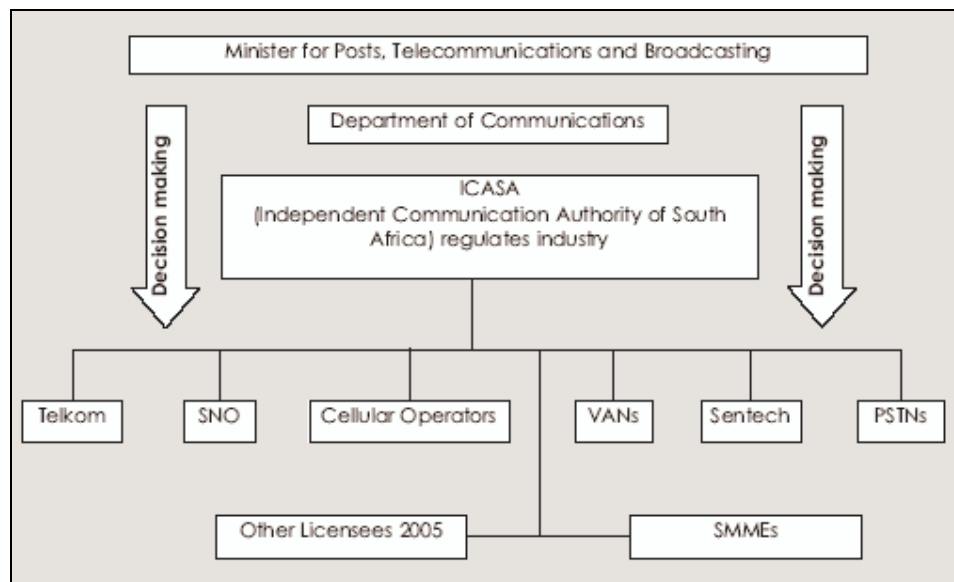 Minister for Posts, Telecommunications and Broadcasting
Department of Communications
Decision making
Decision making
ICASA
(Independent Communication Authority of South
Africa) regulates industry
Telkom
SNO
Cellular Operators
VANs
Sentech
PSTNs
Other Licensees 2005
SMMEs